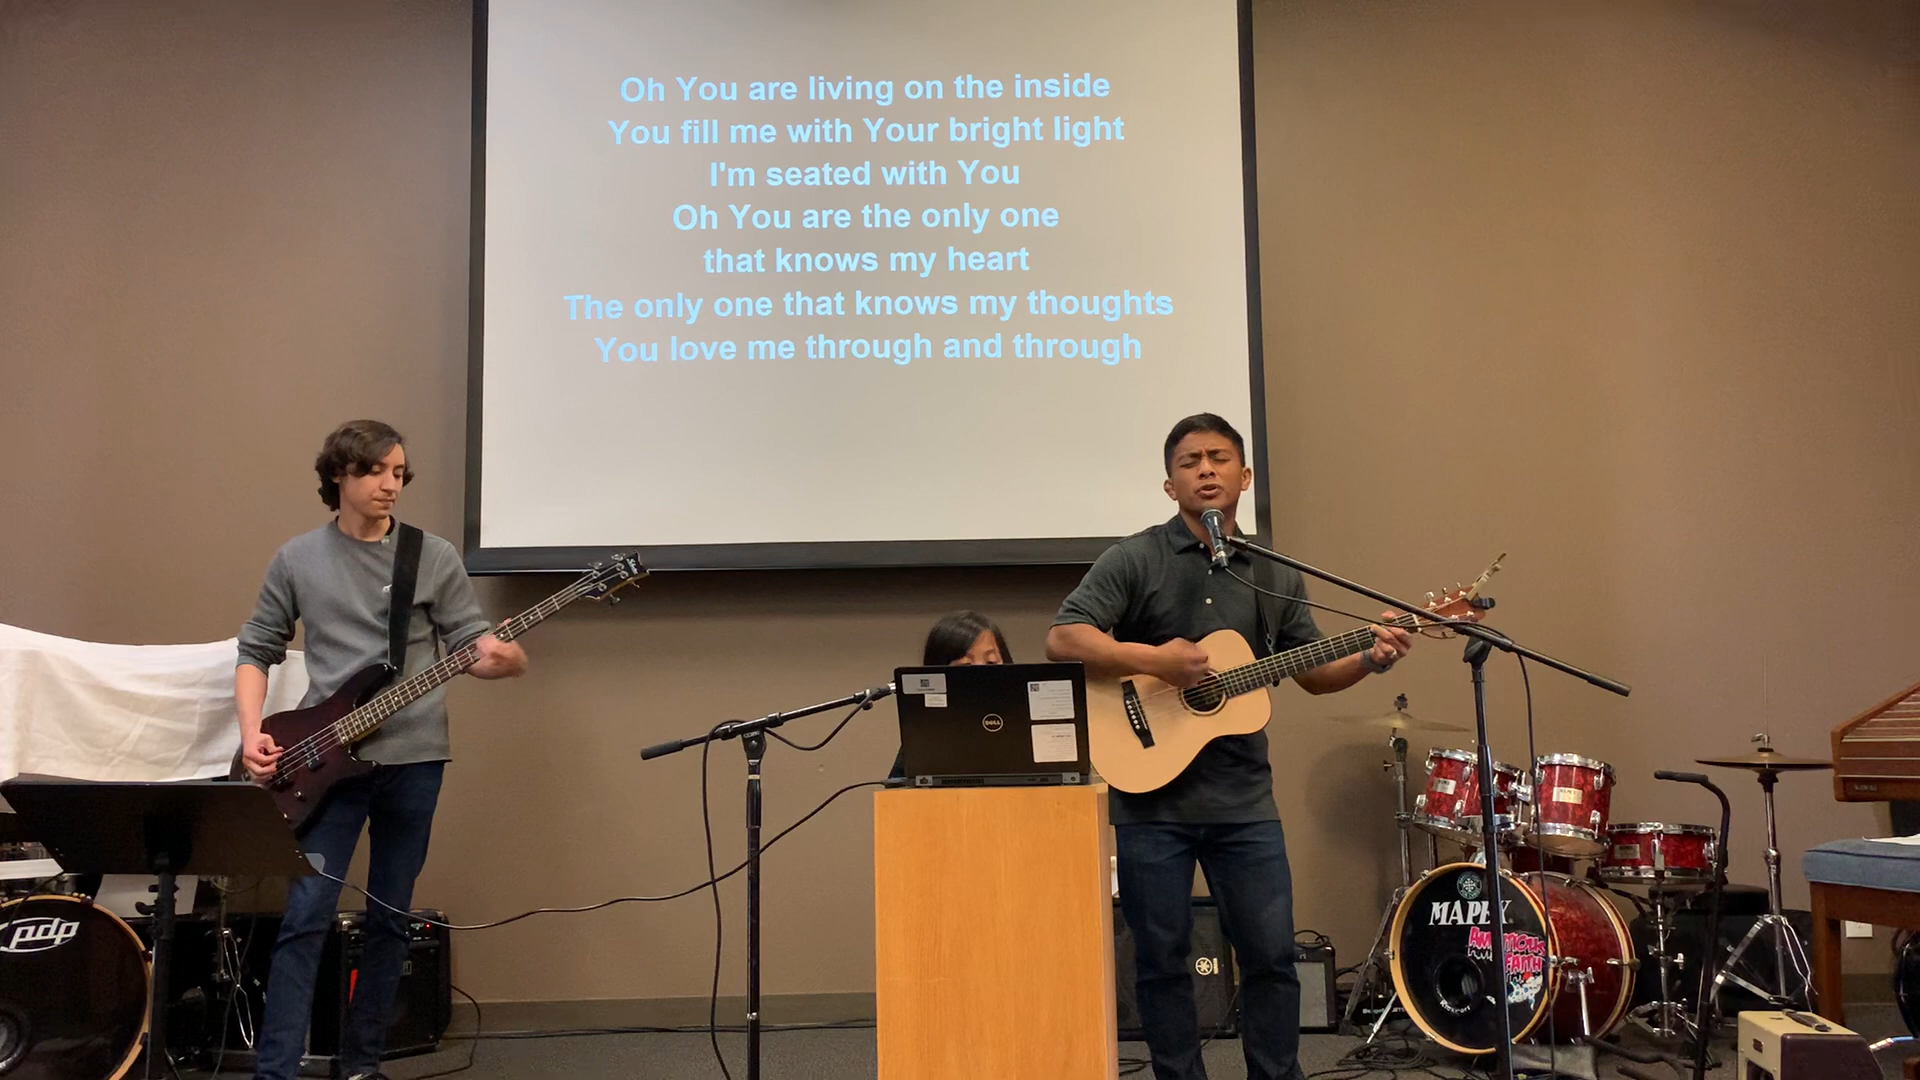 Oh You are living on the inside
You fill me with Your bright light
I'm seated with You
Oh You are the only one
that knows my heart
The only one that knows my thoughts
You love me through and through
DELL
pdp
MAPEX
AMBITIOUS
FAITH